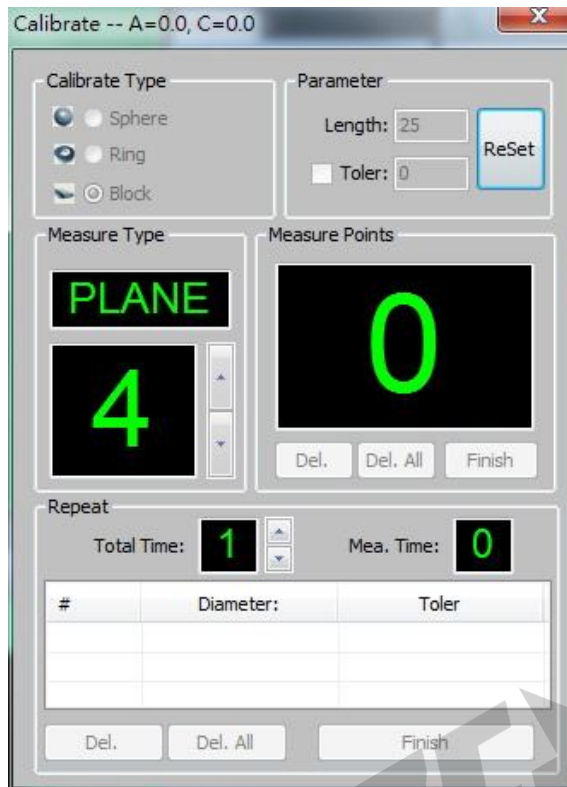 Calibrate -- A=0.0, C=0.0
X
Calibrate Type
Sphere
Ring
Block
Parameter
Length: 25
Toler: 0
ReSet
Measure Type
PLANE
4
Measure Points
0
Del. Del. All Finish
Repeat
Total Time: 1 Mea. Time: 0
# Diameter: Toler
Del. Del. All Finish